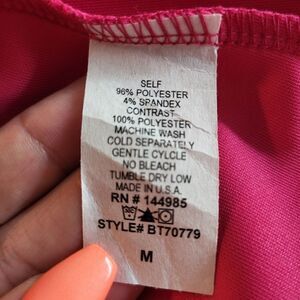 SELF
96% POLYESTER
4% SPANDEX
CONTRAST
100% POLYESTER
MACHINE WASH
COLD SEPARATELY
GENTLE CYLCLE
NO BLEACH
TUMBLE DRY LOW
MADE IN U.S.A.
RN # 144985
STYLE# BT70779
M